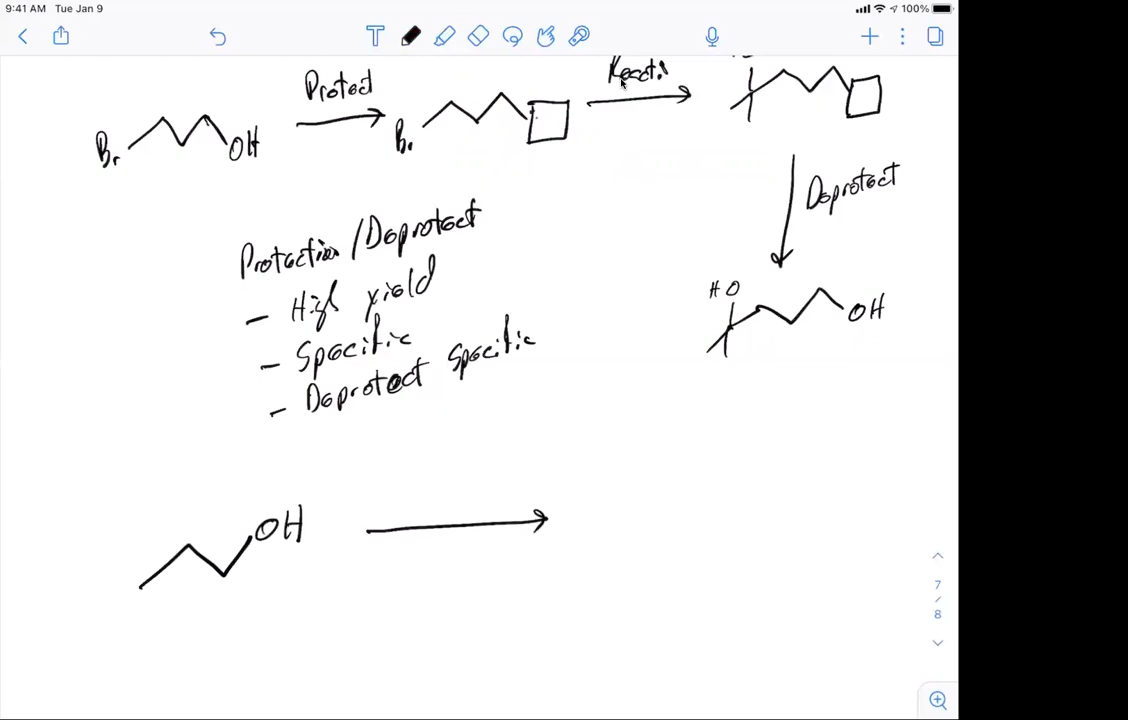 9:41 AM Tue Jan 9
100%
Protect
React!
Br
OH
Br
Deprotect
Protection/Deprotect
- High yield
- Specific
- Deprotect Specific
HO
OH
OH
7
/
8